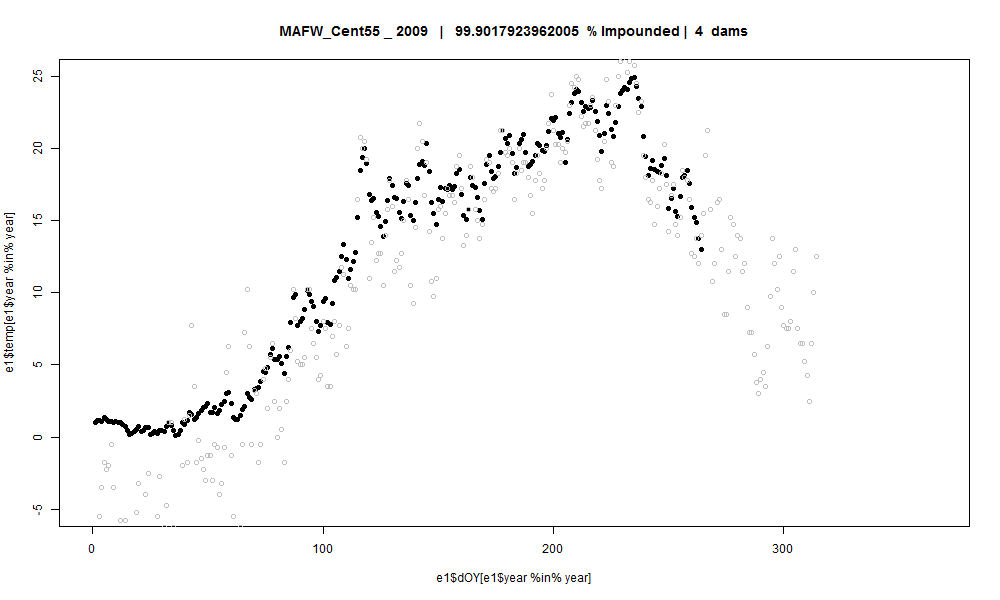 MAFW_Cent55 _ 2009 | 99.9017923962005 % Impounded | 4 dams
e1$temp[e1$year %in% year]
25
20
15
10
5
0
-5
0 100 200 300
e1$dOY[e1$year %in% year]